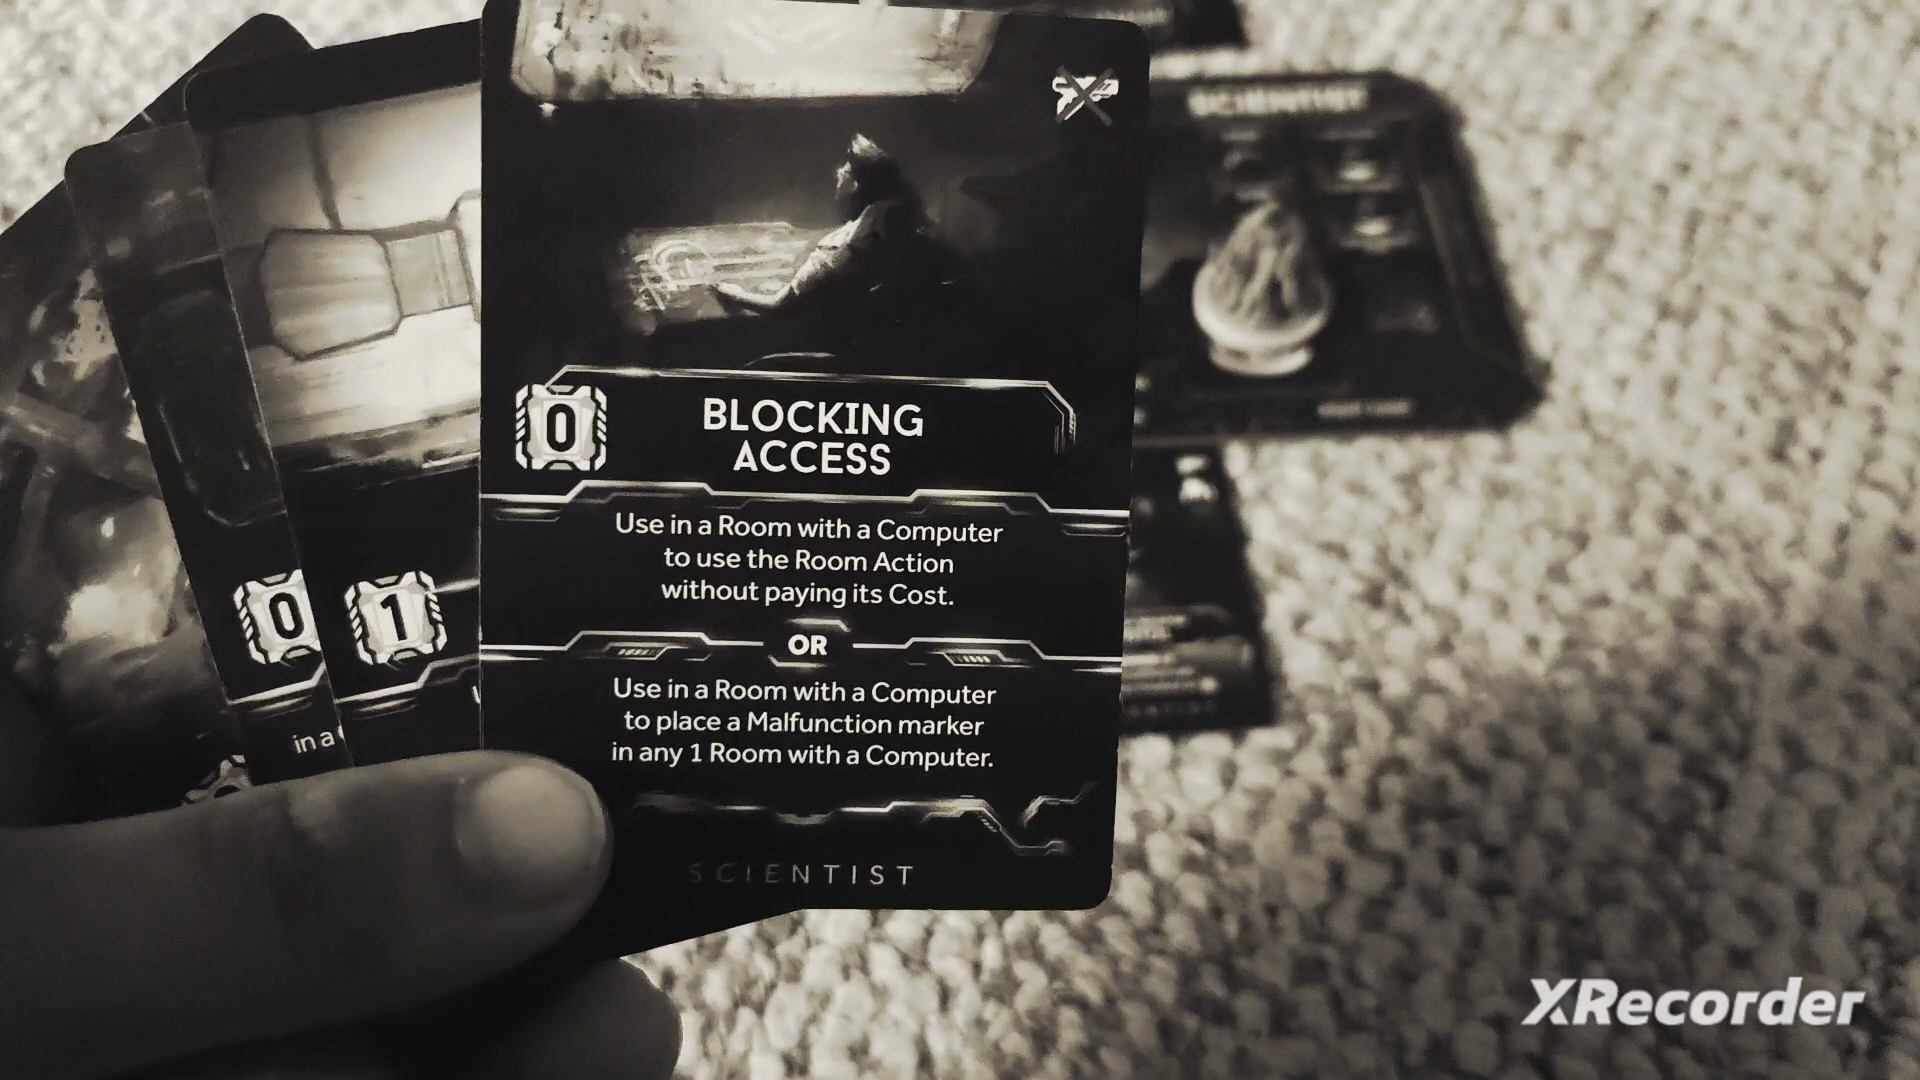 SCIENTIST
0
BLOCKING
ACCESS
Use in a Room with a Computer
to use the Room Action
without paying its Cost.
OR
Use in a Room with a Computer
to place a Malfunction marker
in any 1 Room with a Computer.
SCIENTIST
0
1
in a
XRecorder